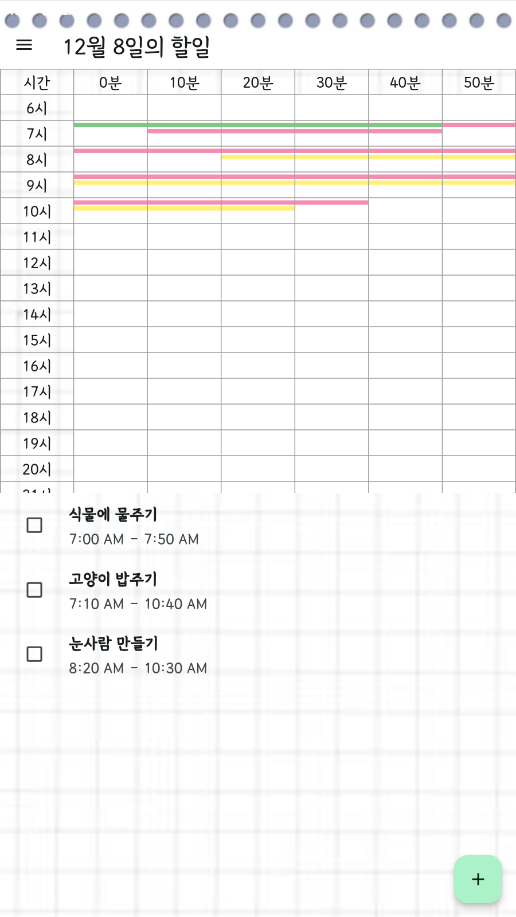 12월 8일의 할일
시간 0분 10분 20분 30분 40분 50분
6시
7시
8시
9시
10시
11시
12시
13시
14시
15시
16시
17시
18시
19시
20시
식물에 물주기
7:00 AM - 7:50 AM
고양이 밥주기
7:10 AM - 10:40 AM
눈사람 만들기
8:20 AM - 10:30 AM
+